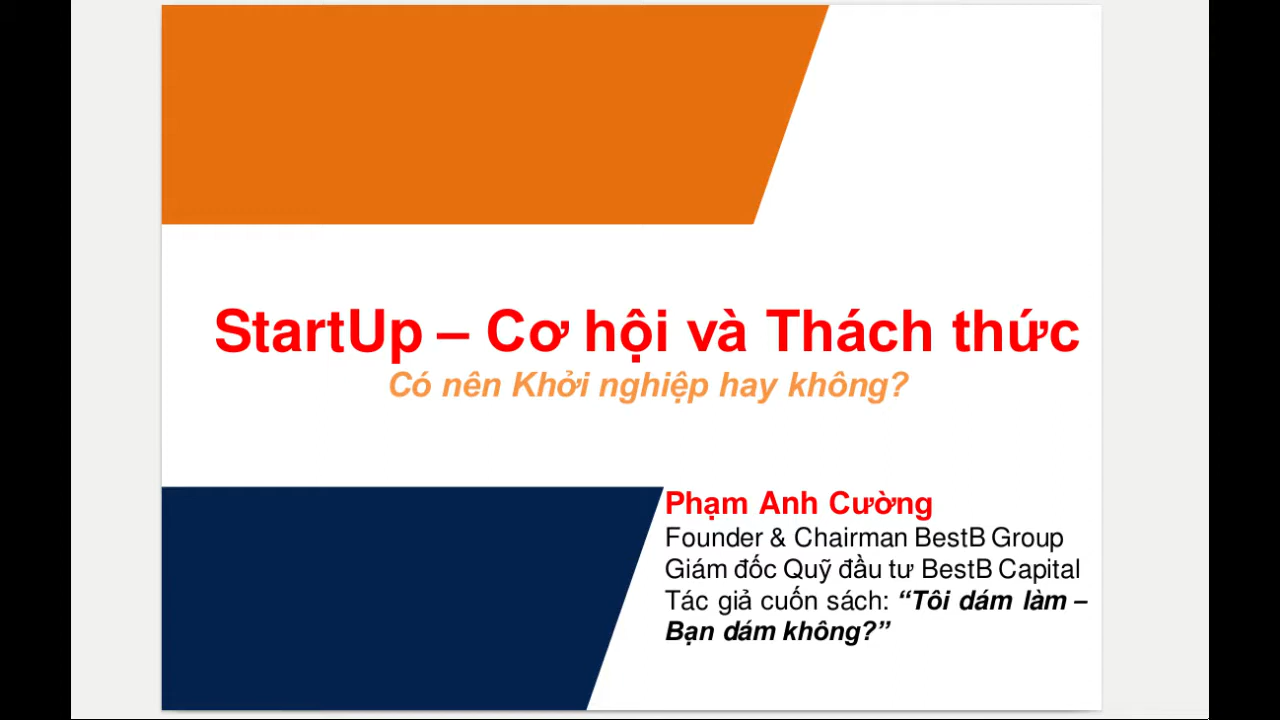 StartUp – Cơ hội và Thách thức
Có nên Khởi nghiệp hay không?
Phạm Anh Cường
Founder & Chairman BestB Group
Giám đốc Quỹ đầu tư BestB Capital
Tác giả cuốn sách: “Tôi dám làm –
Bạn dám không?”